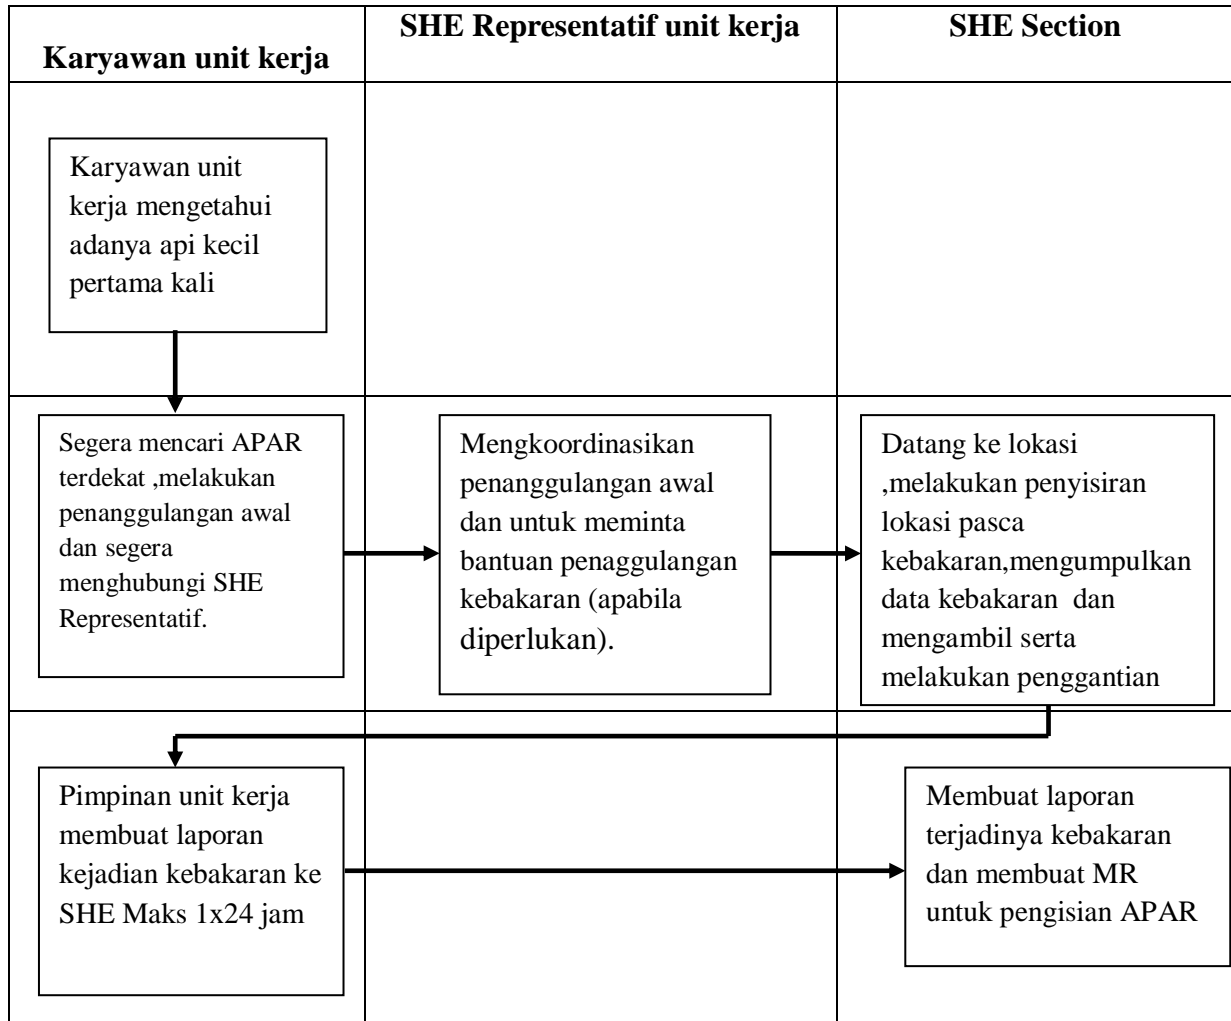 Karyawan unit kerja
SHE Representatif unit kerja
SHE Section
Karyawan unit
kerja mengetahui
adanya api kecil
pertama kali
Segera mencari APAR
terdekat ,melakukan
penanggulangan awal
dan segera
menghubungi SHE
Representatif.
Mengkoordinasikan
penanggulangan awal
dan untuk meminta
bantuan penaggulangan
kebakaran (apabila
diperlukan).
Datang ke lokasi
,melakukan penyisiran
lokasi pasca
kebakaran,mengumpulkan
data kebakaran  dan
mengambil serta
melakukan penggantian
Pimpinan unit kerja
membuat laporan
kejadian kebakaran ke
SHE Maks 1x24 jam
Membuat laporan
terjadinya kebakaran
dan membuat MR
untuk pengisian APAR